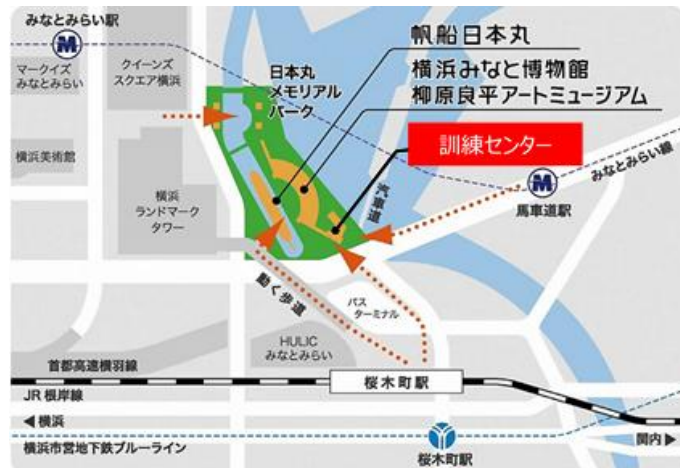 みなとみらい駅
マークイズ
みなとみらい
クイーンズ
スクエア横浜
日本丸
メモリアル
パーク
帆船日本丸
横浜みなと博物館
柳原良平アートミュージアム
訓練センター
みなとみらい線
馬車道駅
汽車道
横浜美術館
横浜
ランドマーク
タワー
動く歩道
バス
ターミナル
HULIC
みなとみらい
首都高速横羽線
桜木町駅
JR根岸線
◀横浜
関内▶
横浜市営地下鉄ブルーライン
桜木町駅